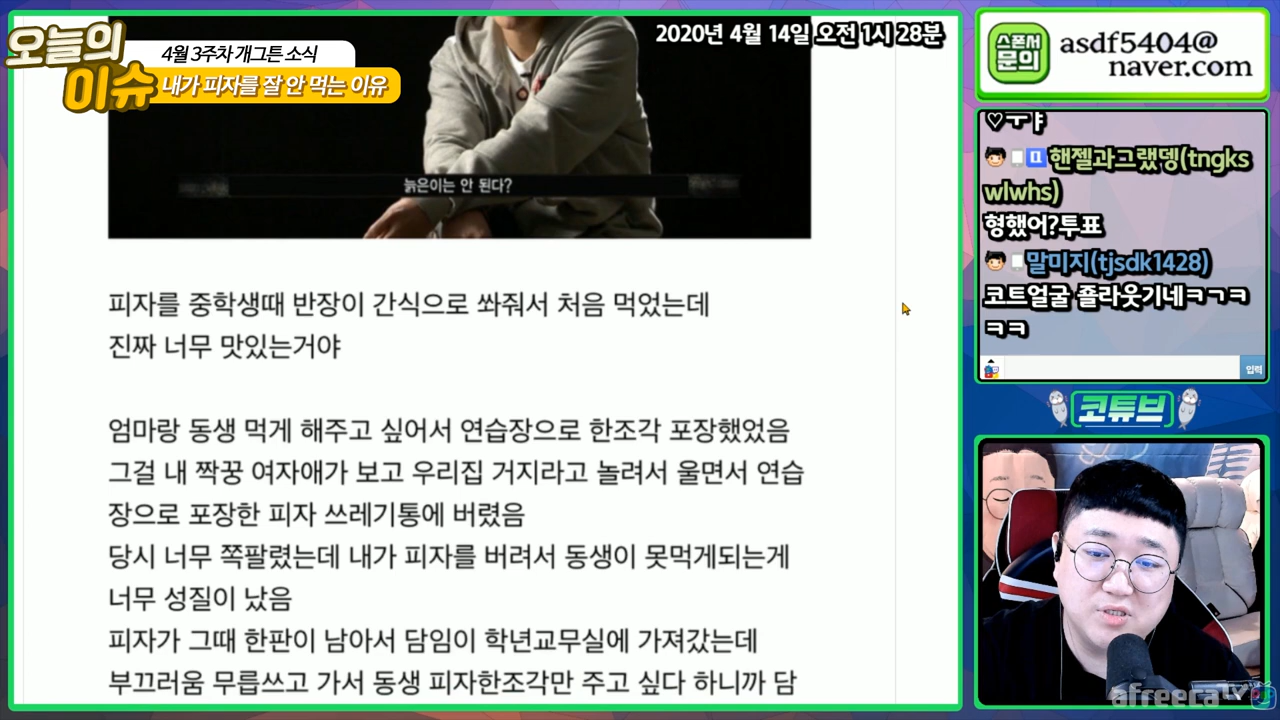 오늘의
이슈
4월 3주차 개그튼 소식
내가 피자를 잘 안 먹는 이유
2020년 4월 14일 오전 1시 28분
늙은이는 안 된다?
피자를 중학생때 반장이 간식으로 쏴줘서 처음 먹었는데
진짜 너무 맛있는거야
엄마랑 동생 먹게 해주고 싶어서 연습장으로 한조각 포장했었음
그걸 내 짝꿍 여자애가 보고 우리집 거지라고 놀려서 울면서 연습
장으로 포장한 피자 쓰레기통에 버렸음
당시 너무 쪽팔렸는데 내가 피자를 버려서 동생이 못먹게되는게
너무 성질이 났음
피자가 그때 한판이 남아서 담임이 학년교무실에 가져갔는데
부끄러움 무릅쓰고 가서 동생 피자한조각만 주고 싶다 하니까 담
스폰서
문의
asdf5404@
naver.com
♡ㅜㅑ
핸젤과그랬뎅(tngks
wlwhs)
형했어?투표
말미지(tjsdk1428)
코트얼굴 죨라웃기네ㅋㄱㅋ
ㅋㅋ
입력
코튜브
afreecaTV